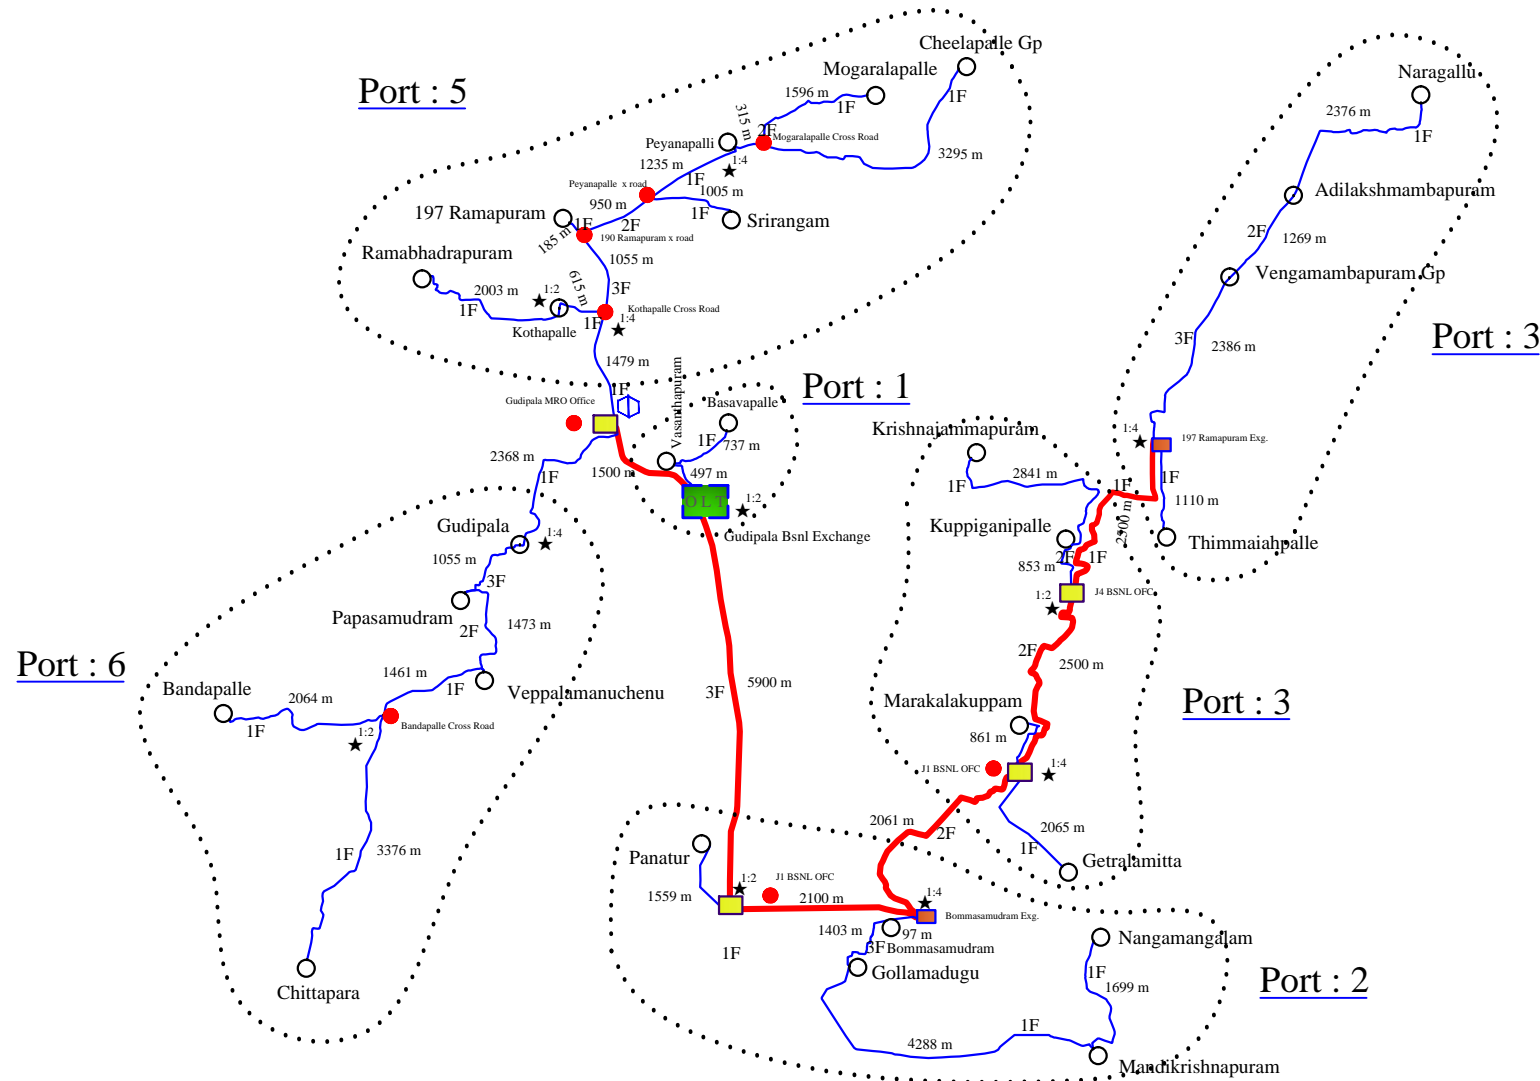 Port : 5
Cheelapalle Gp
Mogaralapalle
1596 m
1F
1F
315 m
2F
Mogaralapalle Cross Road
Peyanapalli
1:4
3295 m
1235 m
1F
Peyanapalle x road
1005 m
1F
Srirangam
950 m
2F
197 Ramapuram
1F
185 m
190 Ramapuram x road
Ramabhadrapuram
1055 m
3F
2003 m
1F
1:2
615 m
Kothapalle
1F
Kothapalle Cross Road
1:4
1479 m
1F
Gudipala MRO Office
Port : 1
Vasanthapuram
Basavapalle
1F
737 m
497 m
1500 m
OLT
1:2
Gudipala Bsnl Exchange
Naragallu
2376 m
1F
Adilakshmambapuram
2F
1269 m
Vengamambapuram Gp
3F
2386 m
Port : 3
1:4
197 Ramapuram Exg.
1F
1110 m
Thimmaiahpalle
Krishnajammapuram
2841 m
1F
1F
2500 m
Kuppiganipalle
2F
1F
853 m
J4 BSNL OFC
1:2
2F
2500 m
Port : 3
Marakalakuppam
861 m
J1 BSNL OFC
1:4
2061 m
2F
2065 m
1F
Getralamitta
2368 m
1F
Gudipala
1:4
1055 m
3F
Papasamudram
2F
1473 m
Port : 6
1461 m
1F
Veppalamanuchenu
Bandapalle
2064 m
1F
Bandapalle Cross Road
1:2
1F
3376 m
Chittapara
3F
5900 m
Panatur
1:2
J1 BSNL OFC
1559 m
2100 m
1F
1:4
Bommasamudram Exg.
1403 m
97 m
3F
Bommasamudram
Gollamadugu
Nangamangalam
1F
1699 m
Port : 2
1F
4288 m
Mandikrishnapuram